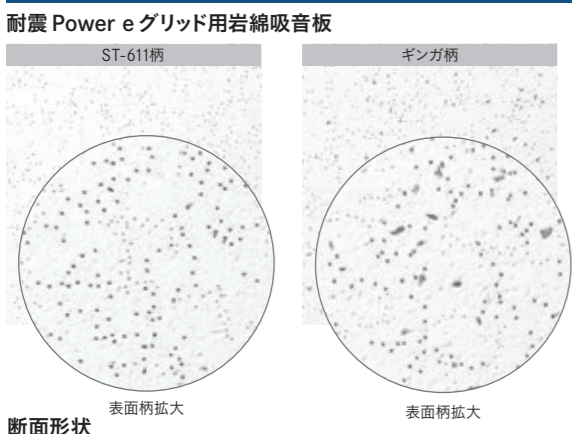 耐震 Power e グリッド用岩綿吸音板
ST-611柄
ギンガ柄
表面柄拡大
表面柄拡大
断面形状